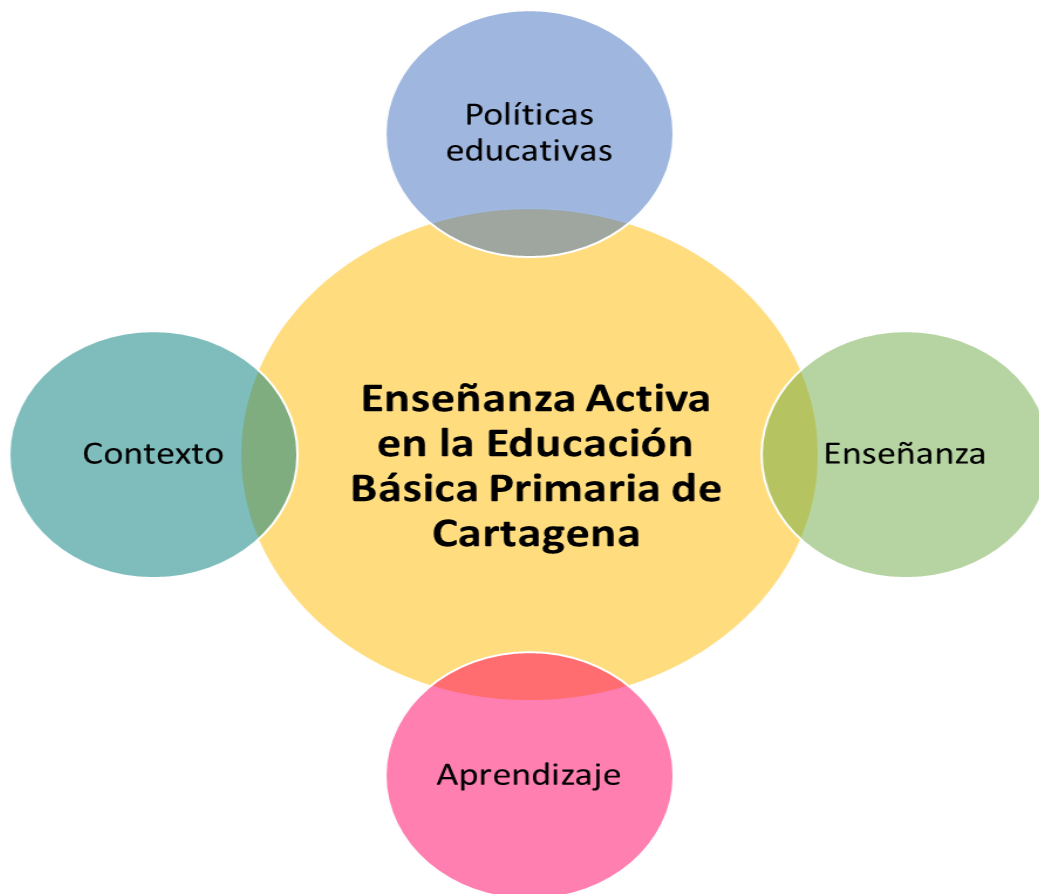 Políticas
educativas
Contexto
Enseñanza Activa
en la Educación
Básica Primaria de
Cartagena
Enseñanza
Aprendizaje